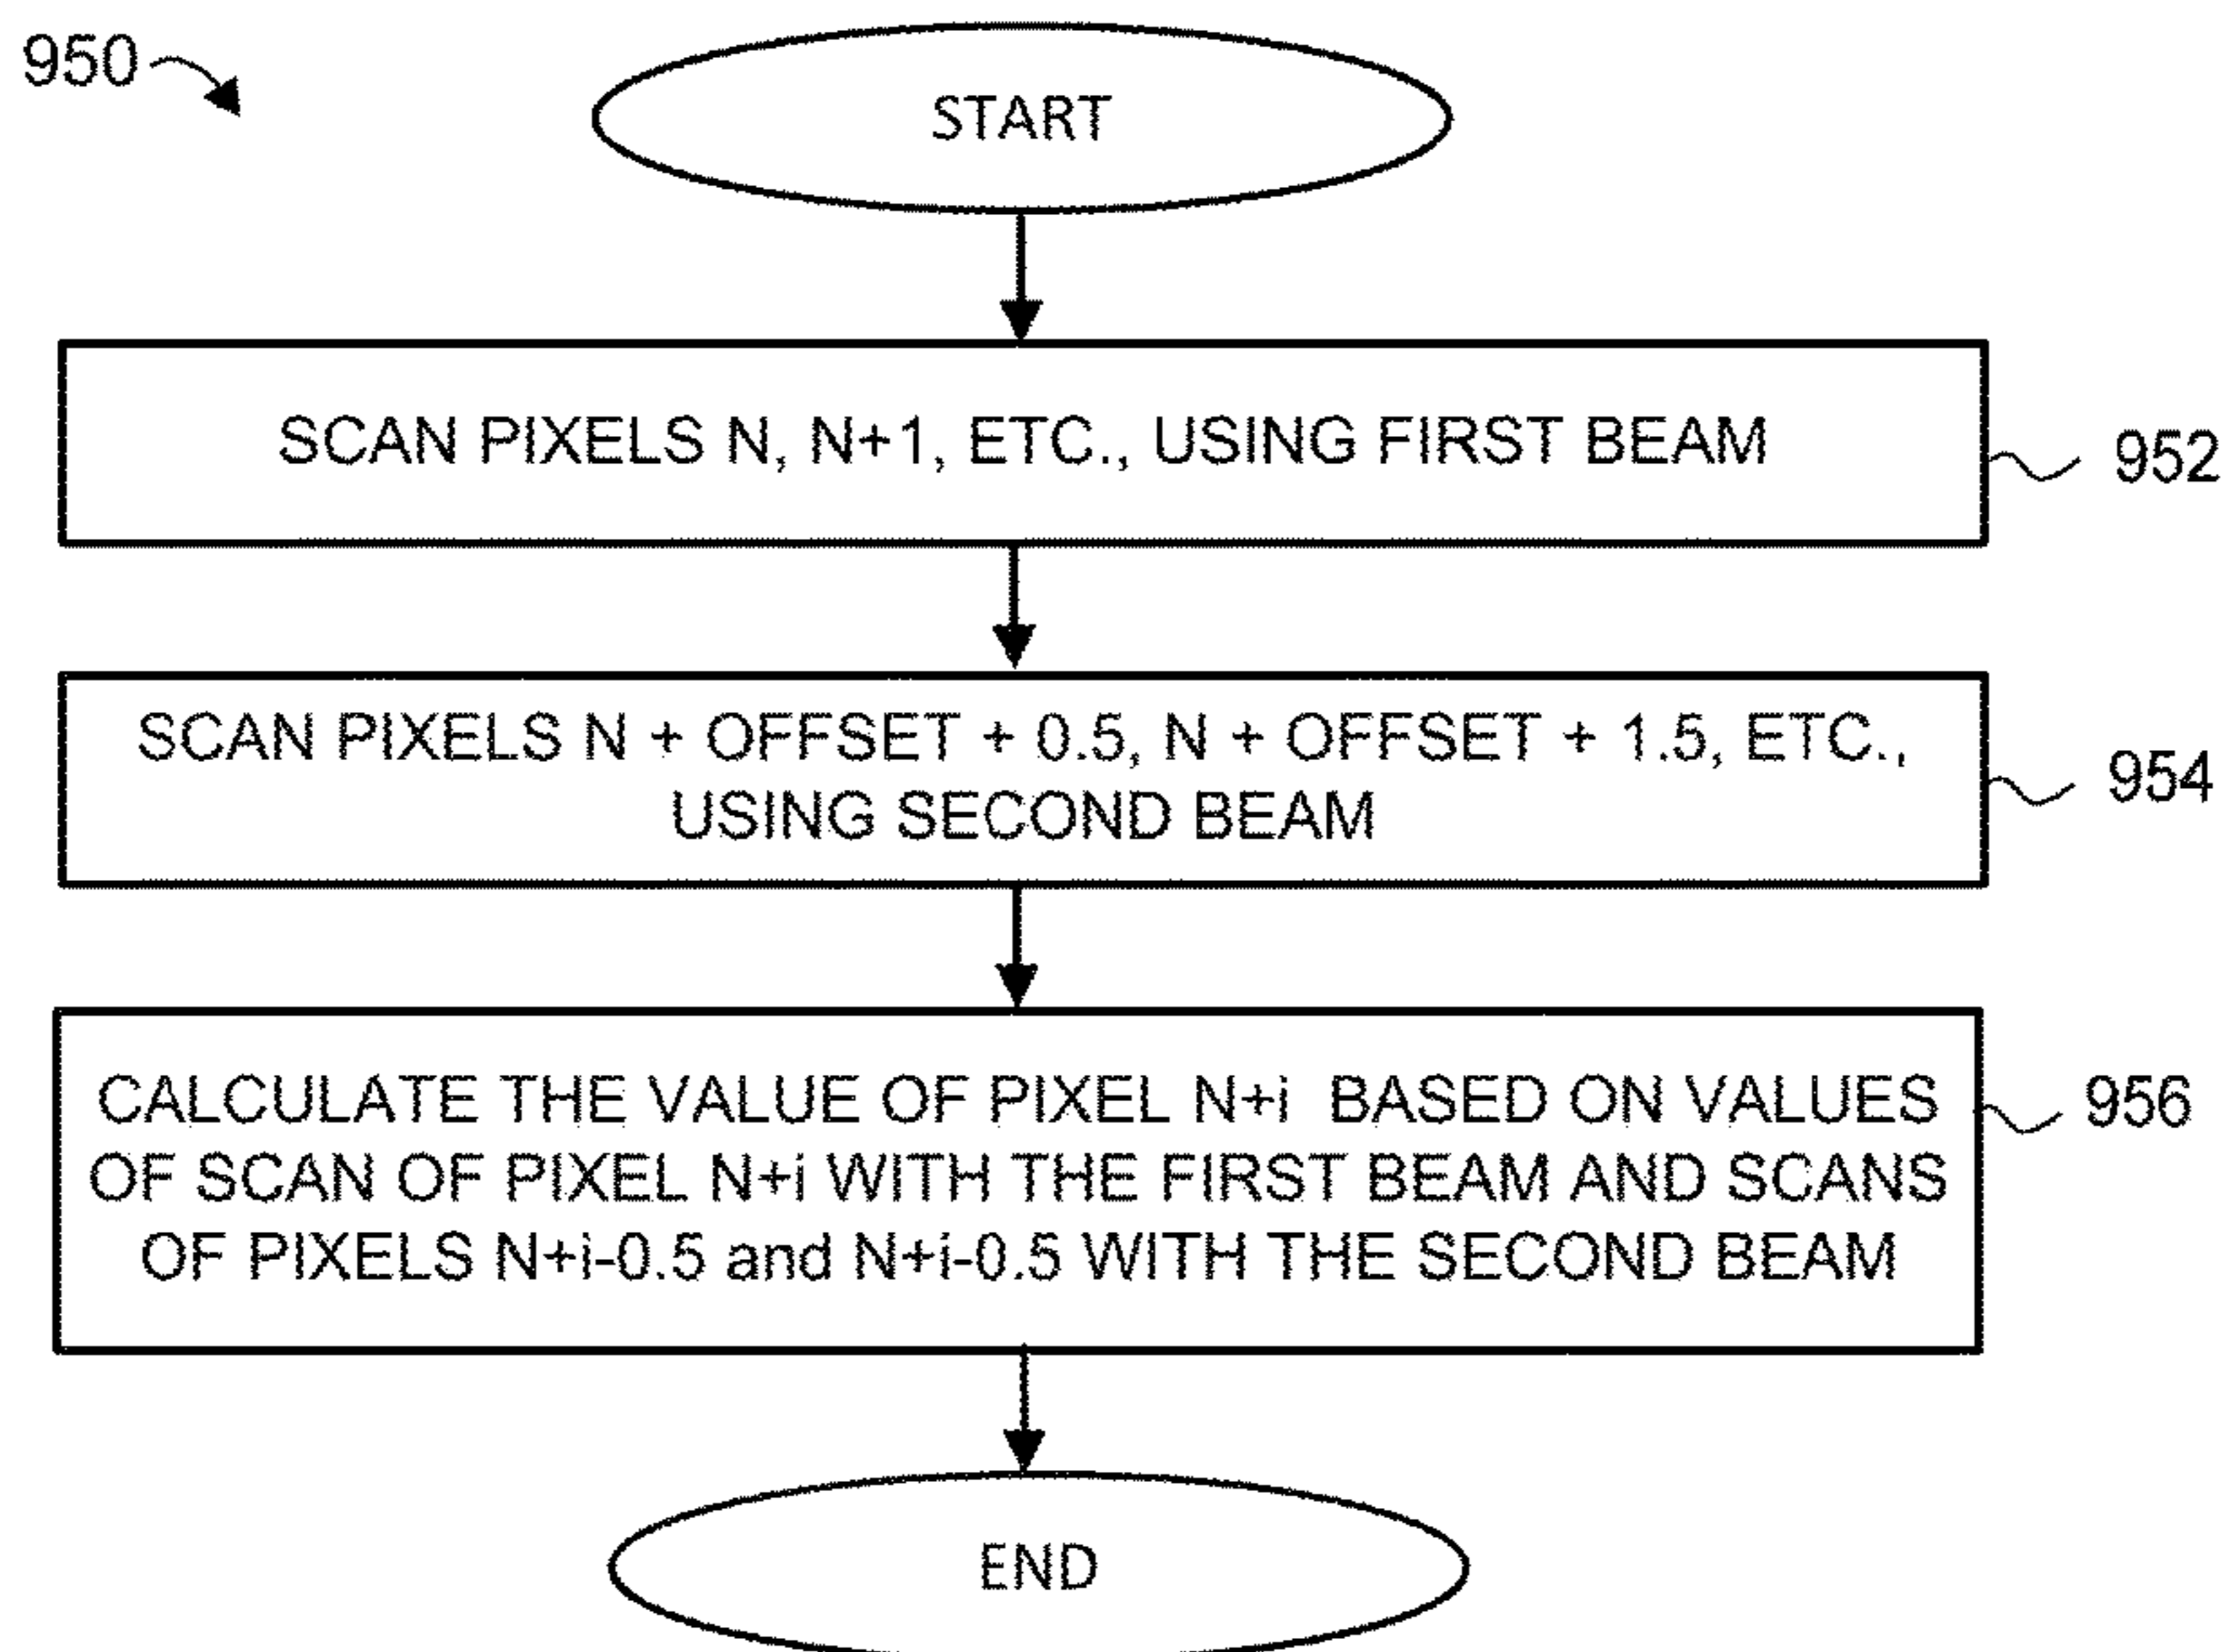 950
START
SCAN PIXELS N, N+1, ETC., USING FIRST BEAM
952
SCAN PIXELS N + OFFSET + 0.5, N + OFFSET + 1.5, ETC.,
USING SECOND BEAM
954
CALCULATE THE VALUE OF PIXEL N+i BASED ON VALUES
OF SCAN OF PIXEL N+i WITH THE FIRST BEAM AND SCANS
OF PIXELS N+i-0.5 and N+i-0.5 WITH THE SECOND BEAM
956
END